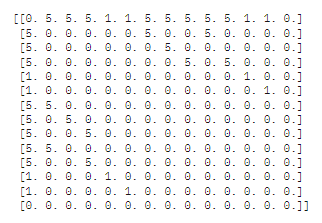 [[0. 5. 5. 5. 1. 1. 5. 5. 5. 5. 5. 1. 1. 0.]
[5. 0. 0. 0. 0. 0. 5. 0. 0. 5. 0. 0. 0. 0.]
[5. 0. 0. 0. 0. 0. 0. 5. 0. 0. 0. 0. 0. 0.]
[5. 0. 0. 0. 0. 0. 0. 0. 5. 0. 5. 0. 0. 0.]
[1. 0. 0. 0. 0. 0. 0. 0. 0. 0. 0. 1. 0. 0.]
[1. 0. 0. 0. 0. 0. 0. 0. 0. 0. 0. 0. 1. 0.]
[5. 5. 0. 0. 0. 0. 0. 0. 0. 0. 0. 0. 0. 0.]
[5. 0. 5. 0. 0. 0. 0. 0. 0. 0. 0. 0. 0. 0.]
[5. 0. 0. 5. 0. 0. 0. 0. 0. 0. 0. 0. 0. 0.]
[5. 5. 0. 0. 0. 0. 0. 0. 0. 0. 0. 0. 0. 0.]
[5. 0. 0. 5. 0. 0. 0. 0. 0. 0. 0. 0. 0. 0.]
[1. 0. 0. 0. 1. 0. 0. 0. 0. 0. 0. 0. 0. 0.]
[1. 0. 0. 0. 0. 1. 0. 0. 0. 0. 0. 0. 0. 0.]
[0. 0. 0. 0. 0. 0. 0. 0. 0. 0. 0. 0. 0. 0.]]